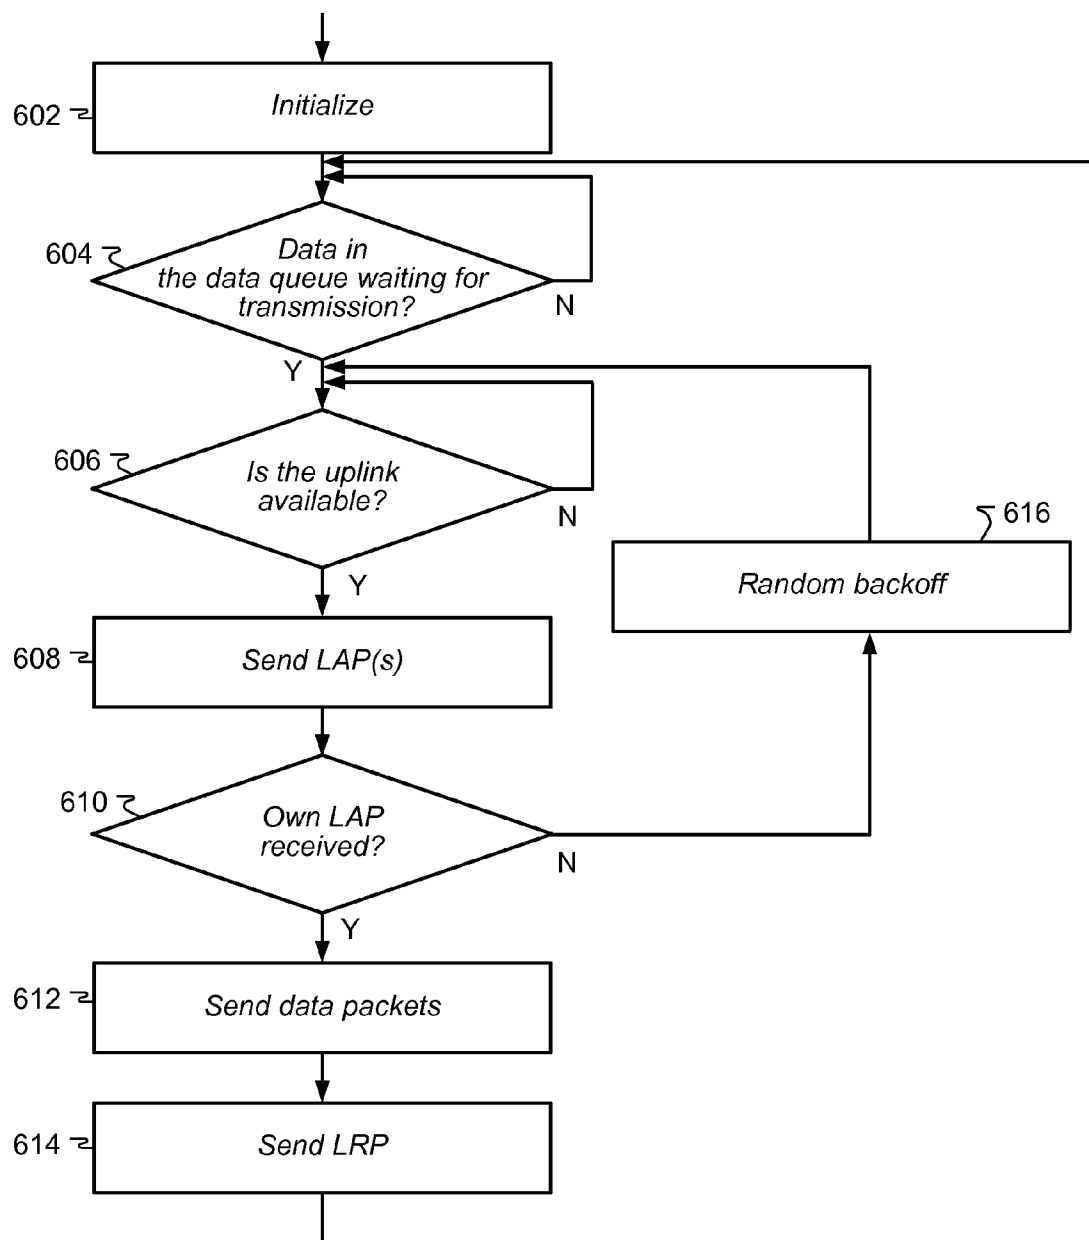 602
Initialize
604
Data in
the data queue waiting for
transmission?
N
Y
606
Is the uplink
available?
N
Y
616
Random backoff
608
Send LAP(s)
610
Own LAP
received?
N
Y
612
Send data packets
614
Send LRP